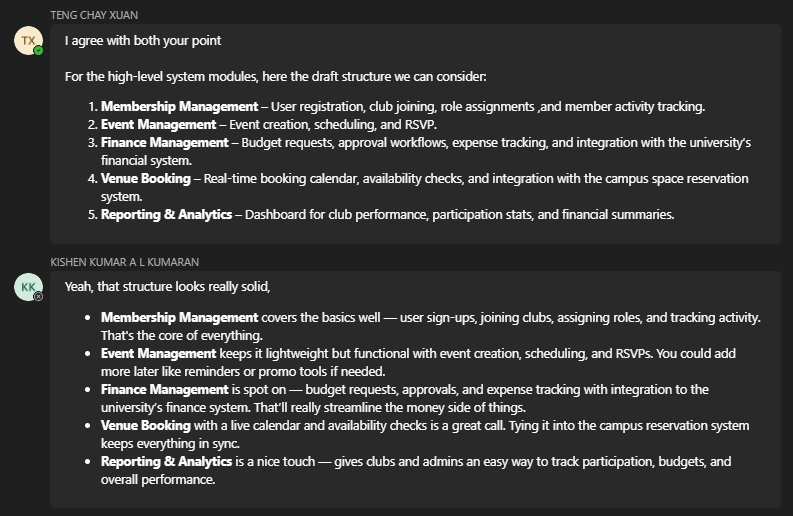 TENG CHAY XUAN
TX
I agree with both your point
For the high-level system modules, here the draft structure we can consider:
1. Membership Management – User registration, club joining, role assignments ,and member activity tracking.
2. Event Management – Event creation, scheduling, and RSVP.
3. Finance Management – Budget requests, approval workflows, expense tracking, and integration with the university's
financial system.
4. Venue Booking – Real-time booking calendar, availability checks, and integration with the campus space reservation
system.
5. Reporting & Analytics – Dashboard for club performance, participation stats, and financial summaries.
KISHEN KUMAR A L KUMARAN
KK
Yeah, that structure looks really solid,
• Membership Management covers the basics well — user sign-ups, joining clubs, assigning roles, and tracking activity.
That's the core of everything.
• Event Management keeps it lightweight but functional with event creation, scheduling, and RSVPs. You could add
more later like reminders or promo tools if needed.
• Finance Management is spot on — budget requests, approvals, and expense tracking with integration to the
university's finance system. That'll really streamline the money side of things.
• Venue Booking with a live calendar and availability checks is a great call. Tying it into the campus reservation system
keeps everything in sync.
• Reporting & Analytics is a nice touch — gives clubs and admins an easy way to track participation, budgets, and
overall performance.